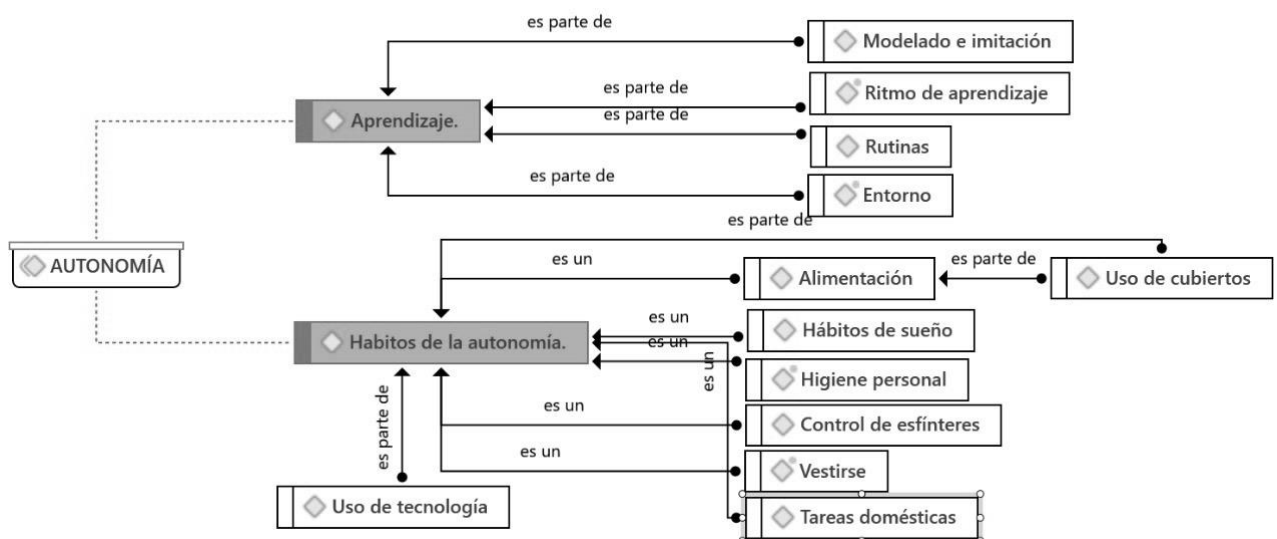 es parte de
Modelado e imitación
es parte de
Ritmo de aprendizaje
Aprendizaje.
es parte de
Rutinas
es parte de
Entorno
es parte de
AUTONOMÍA
es un
Alimentación
es parte de
Uso de cubiertos
es un
Hábitos de sueño
Habitos de la autonomía.
es un
es un
Higiene personal
es parte de
es un
Control de esfínteres
es un
Vestirse
Uso de tecnología
Tareas domésticas